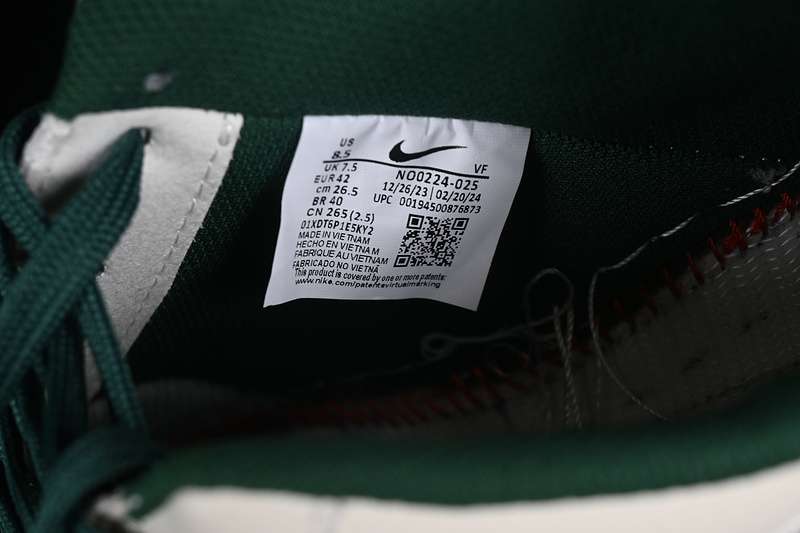 US
8.5
UK 7.5
EUR 42
cm 26.5
BR 40
CN 265 (2.5)
01XDT6P1E5KY2
MADE IN VIETNAM
HECHO EN VIETNAM
FABRIQUE AU VIETNAM
FABRICADO NO VIETNÃ
This product is covered by one or more patents:
www.nike.com/patentsvirtualmarking
VF
NO0224-025
12/26/23 | 02/20/24
UPC 00194500876873